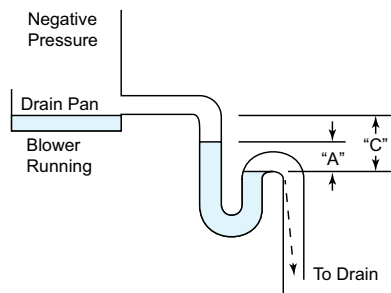 Negative
Pressure
Drain Pan
Blower
Running
“A”
“C”
To Drain